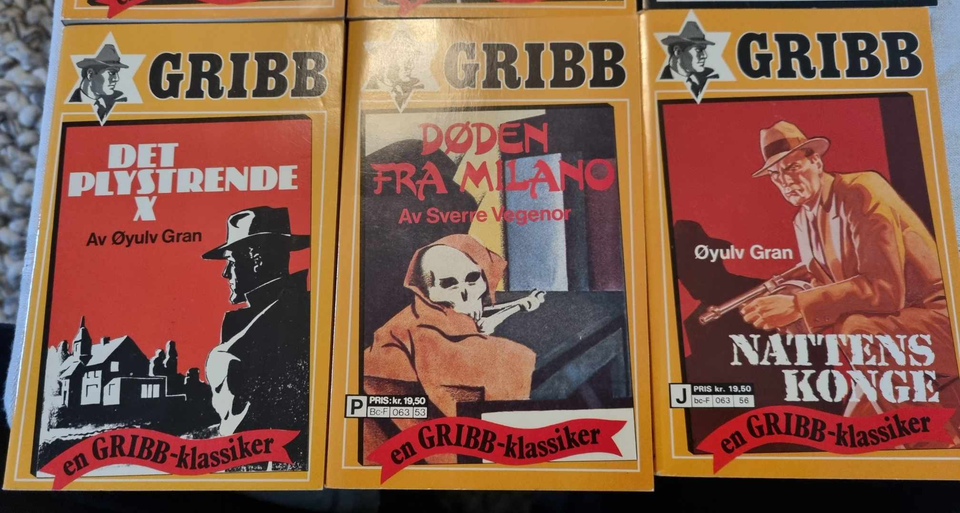 GRIBB
DET
PLYSTRENDE
X
Av Øyulv Gran
en GRIBB-klassiker
GRIBB
DØDEN
FRA MILANO
Av Sverre Vegenor
P
PRIS: kr. 19,50
Bc-F 063 53
en GRIBB-klassiker
GRIBB
Øyulv Gran
NATTENS
KONGE
J
PRIS kr. 19,50
bc-F 063 56
en GRIBB-klassiker